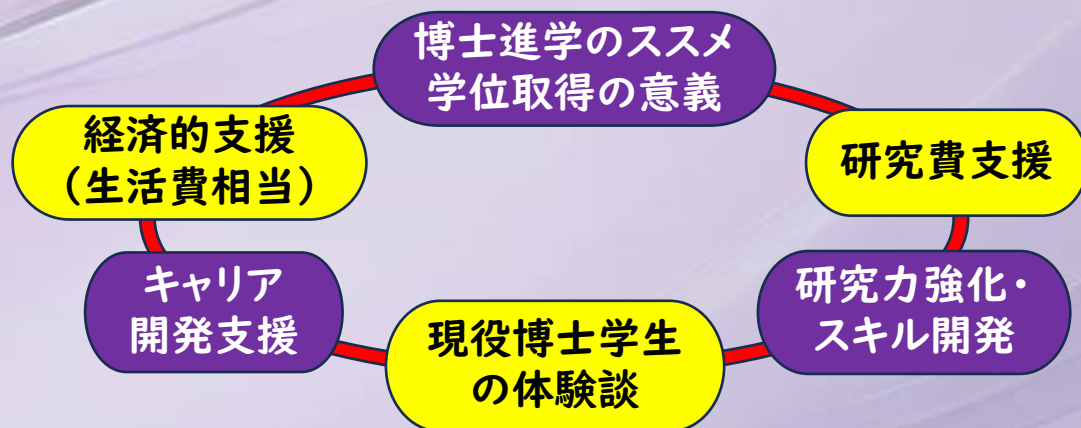 博士進学のススメ
学位取得の意義
経済的支援
(生活費相当)
研究費支援
キャリア
開発支援
研究力強化・
スキル開発
現役博士学生
の体験談